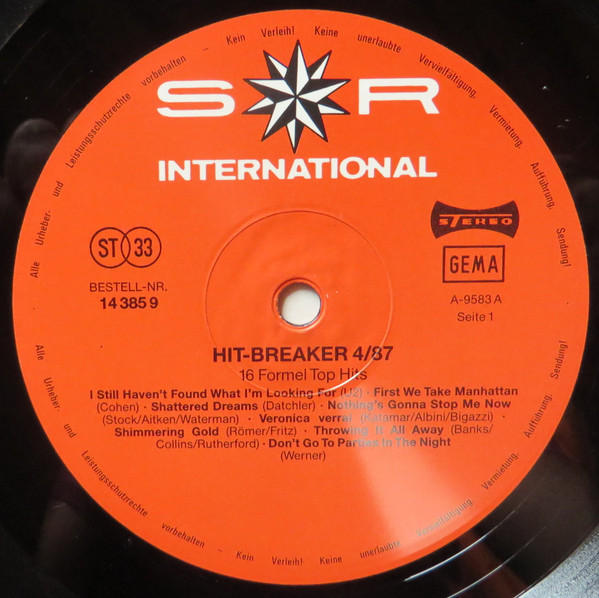 Alle Urheber- und Leistungsschutzrechte vorbehalten Kein Verleih! Keine unerlaubte Vervielfältigung, Vermietung, Aufführung, Sendung!
S R
INTERNATIONAL
ST 33
STEREO
GEMA
BESTELL-NR.
14 385 9
A-9583 A
Seite 1
HIT-BREAKER 4/87
16 Formel Top Hits
I Still Haven't Found What I'm Looking For (U2) · First We Take Manhattan
(Cohen) · Shattered Dreams (Datchler) · Nothing's Gonna Stop Me Now
(Stock/Aitken/Waterman) · Veronica verrai (Katamar/Albini/Bigazzi) ·
Shimmering Gold (Römer/Fritz) · Throwing It All Away (Banks/
Collins/Rutherford) · Don't Go To Parties In The Night
(Werner)
Alle Urheber- und Leistungsschutzrechte vorbehalten Kein Verleih! Keine unerlaubte Vervielfältigung, Vermietung, Aufführung, Sendung!